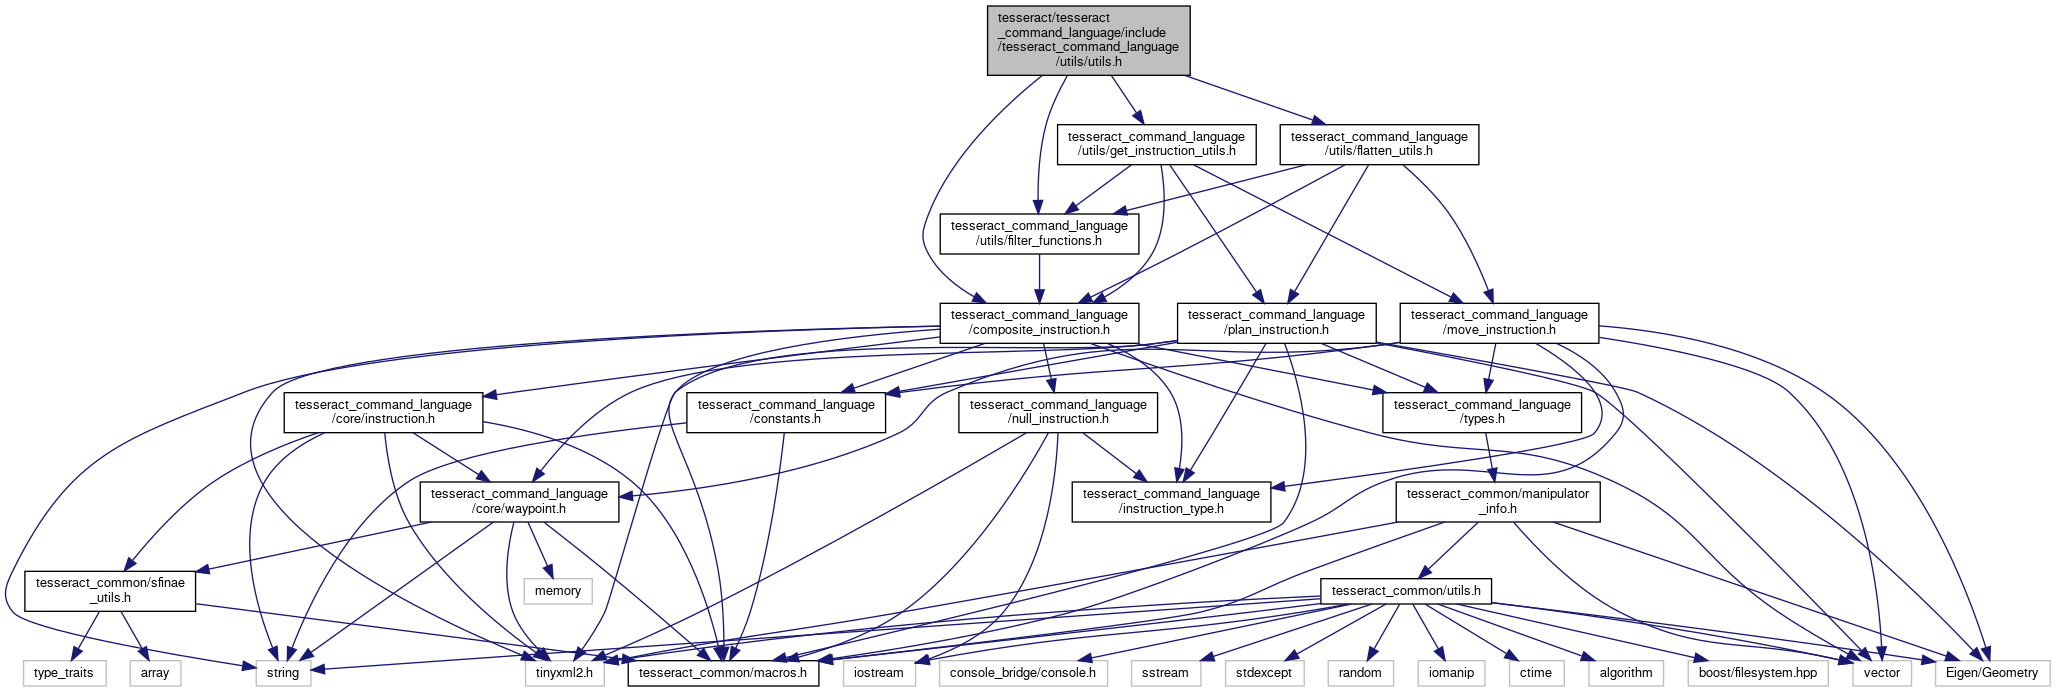 tesseract/tesseract
_command_language/include
/tesseract_command_language
/utils/utils.h
tesseract_command_language
/utils/get_instruction_utils.h
tesseract_command_language
/utils/flatten_utils.h
tesseract_command_language
/utils/filter_functions.h
tesseract_command_language
/composite_instruction.h
tesseract_command_language
/plan_instruction.h
tesseract_command_language
/move_instruction.h
tesseract_command_language
/core/instruction.h
tesseract_command_language
/constants.h
tesseract_command_language
/null_instruction.h
tesseract_command_language
/types.h
tesseract_command_language
/core/waypoint.h
tesseract_command_language
/instruction_type.h
tesseract_common/manipulator
_info.h
tesseract_common/sfinae
_utils.h
memory
tesseract_common/utils.h
type_traits
array
string
tinyxml2.h
tesseract_common/macros.h
iostream
console_bridge/console.h
sstream
stdexcept
random
iomanip
ctime
algorithm
boost/filesystem.hpp
vector
Eigen/Geometry